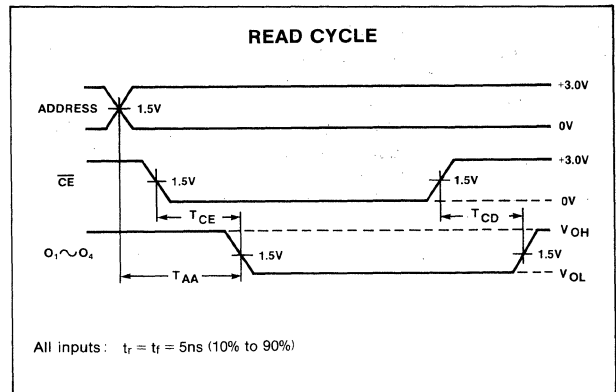 READ CYCLE
+3.0V
ADDRESS
1.5V
0V
+3.0V
CE
1.5V
1.5V
0V
TCE
TCD
VOH
O1~O4
1.5V
1.5V
TAA
VOL
All inputs: tr = tf = 5ns (10% to 90%)